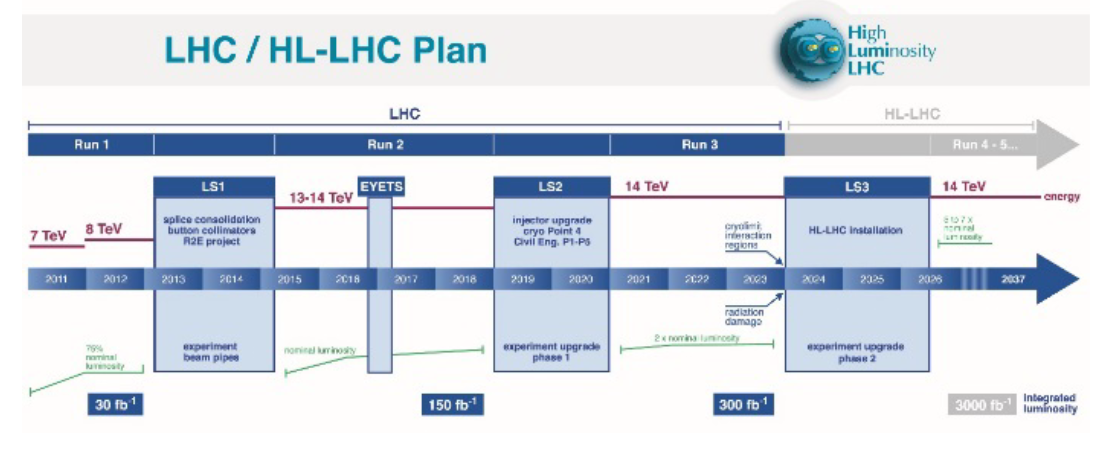 LHC / HL-LHC Plan
High
Luminosity
LHC
LHC
HL-LHC
Run 1
Run 2
Run 3
Run 4 - 5...
LS1
EYETS
LS2
LS3
7 TeV
8 TeV
13-14 TeV
14 TeV
14 TeV
energy
splice consolidation
button collimators
R2E project
injector upgrade
cryo Point 4
Civil Eng. P1-P5
cryolimit
interaction
regions
HL-LHC installation
5 to 7 x
nominal
luminosity
2011
2012
2013
2014
2015
2016
2017
2018
2019
2020
2021
2022
2023
2024
2025
2026
2037
radiation
damage
75%
nominal
luminosity
experiment
beam pipes
nominal luminosity
experiment upgrade
phase 1
2 x nominal luminosity
experiment upgrade
phase 2
30 fb-1
150 fb-1
300 fb-1
3000 fb-1
integrated
luminosity